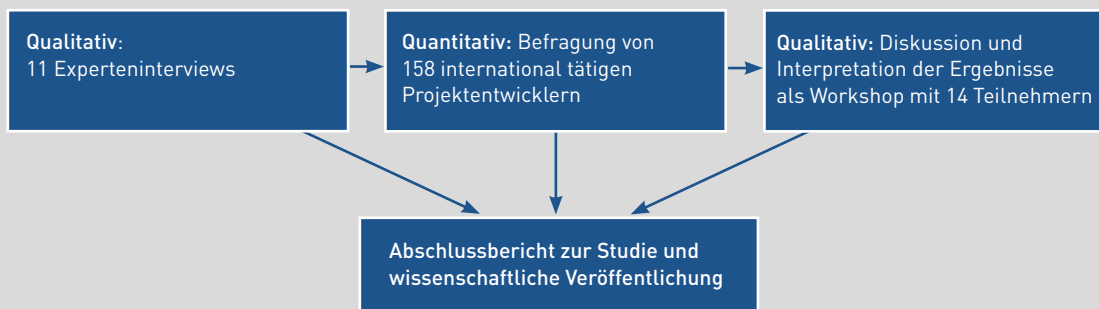 Qualitativ:
11 Experteninterviews
Quantitativ: Befragung von
158 international tätigen
Projektentwicklern
Qualitativ: Diskussion und
Interpretation der Ergebnisse
als Workshop mit 14 Teilnehmern
Abschlussbericht zur Studie und
wissenschaftliche Veröffentlichung